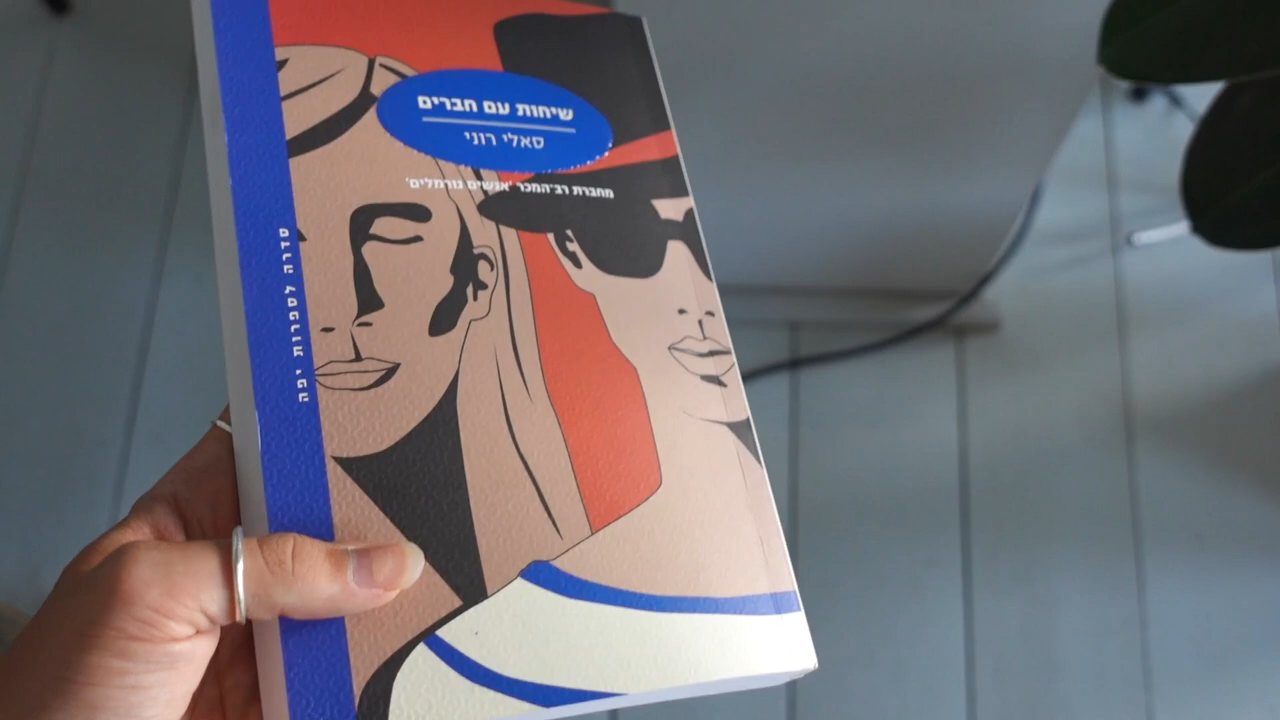 שיחות עם חברים
סאלי רוני
מחברת רב־המכר 'אנשים נורמלים'
סדרה לספרות יפה